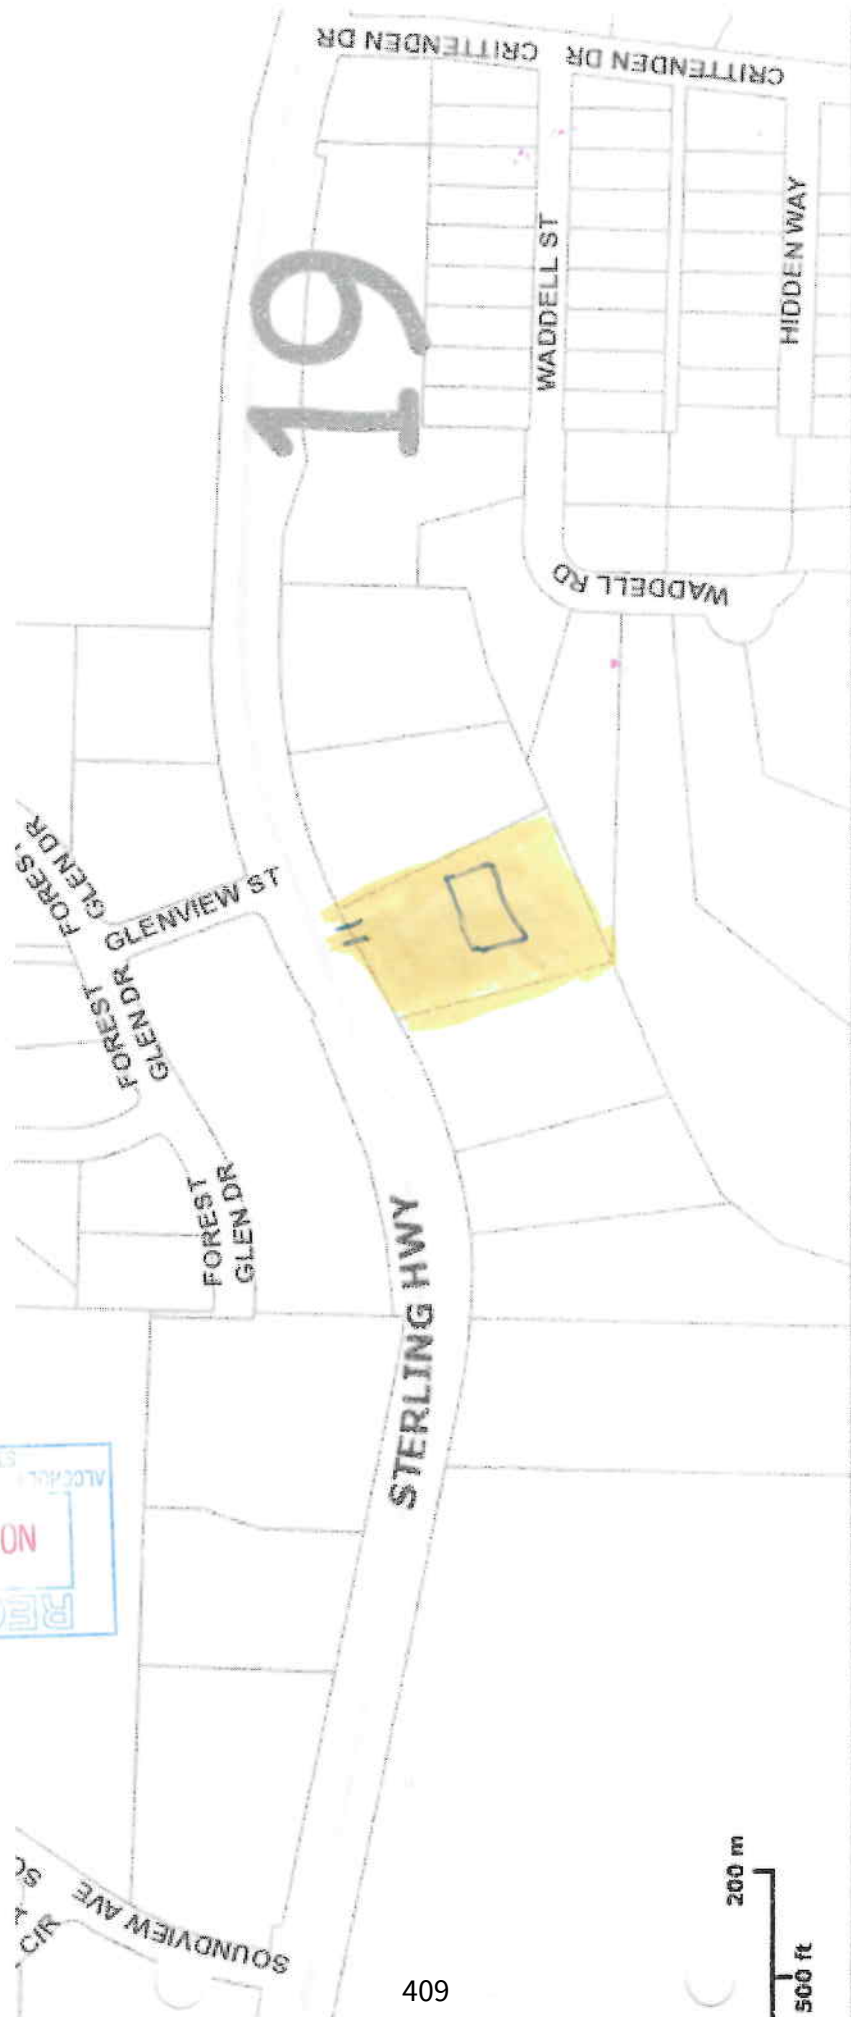 CRITTENDEN DR
CRITTENDEN DR
19
WADDELL ST
HIDDEN WAY
WADDELL RD
FOREST
GLEN DR
GLENVIEW ST
FOREST
GLEN DR
FOREST
GLEN DR
STERLING HWY
NO
SOUNDVIEW AVE
CIR
200 m
500 ft
409